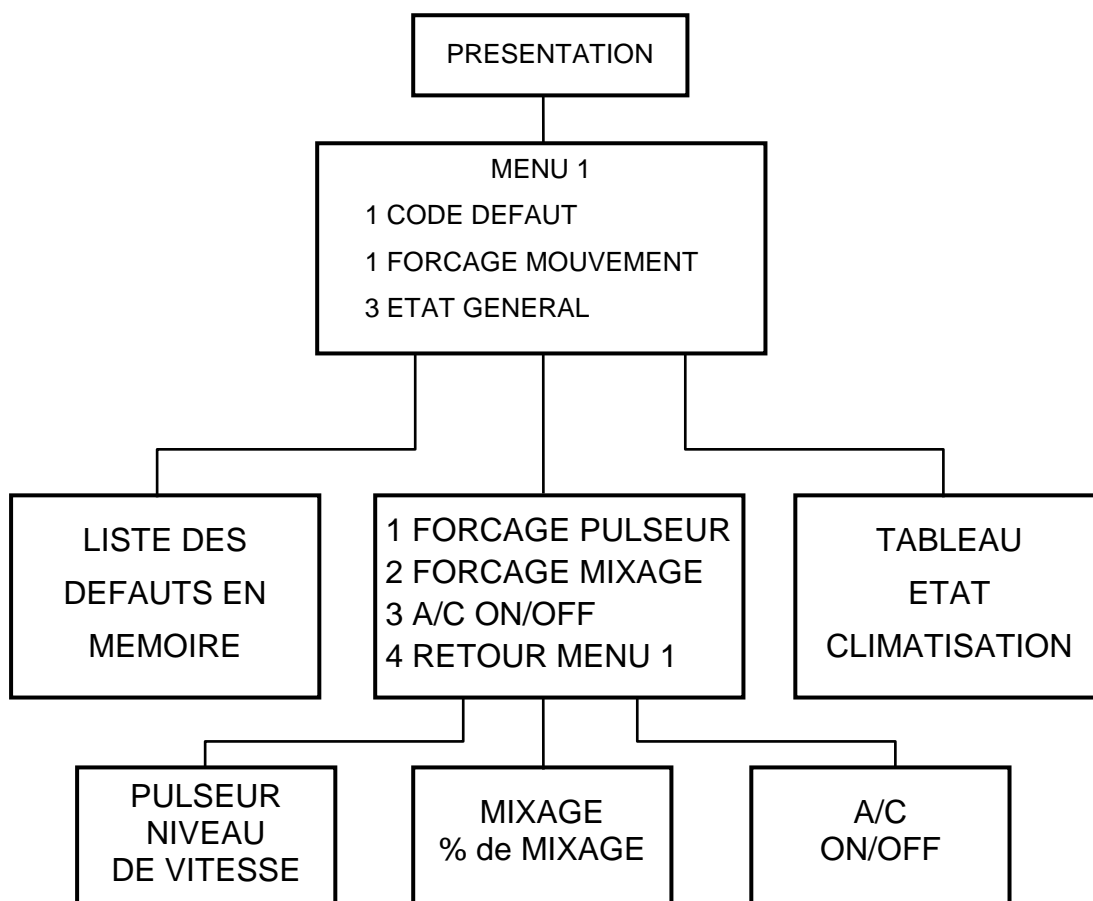 PRESENTATION
MENU 1
1 CODE DEFAUT
1 FORCAGE MOUVEMENT
3 ETAT GENERAL
LISTE DES
DEFAUTS EN
MEMOIRE
1 FORCAGE PULSEUR
2 FORCAGE MIXAGE
3 A/C ON/OFF
4 RETOUR MENU 1
TABLEAU
ETAT
CLIMATISATION
PULSEUR
NIVEAU
DE VITESSE
MIXAGE
% de MIXAGE
A/C
ON/OFF